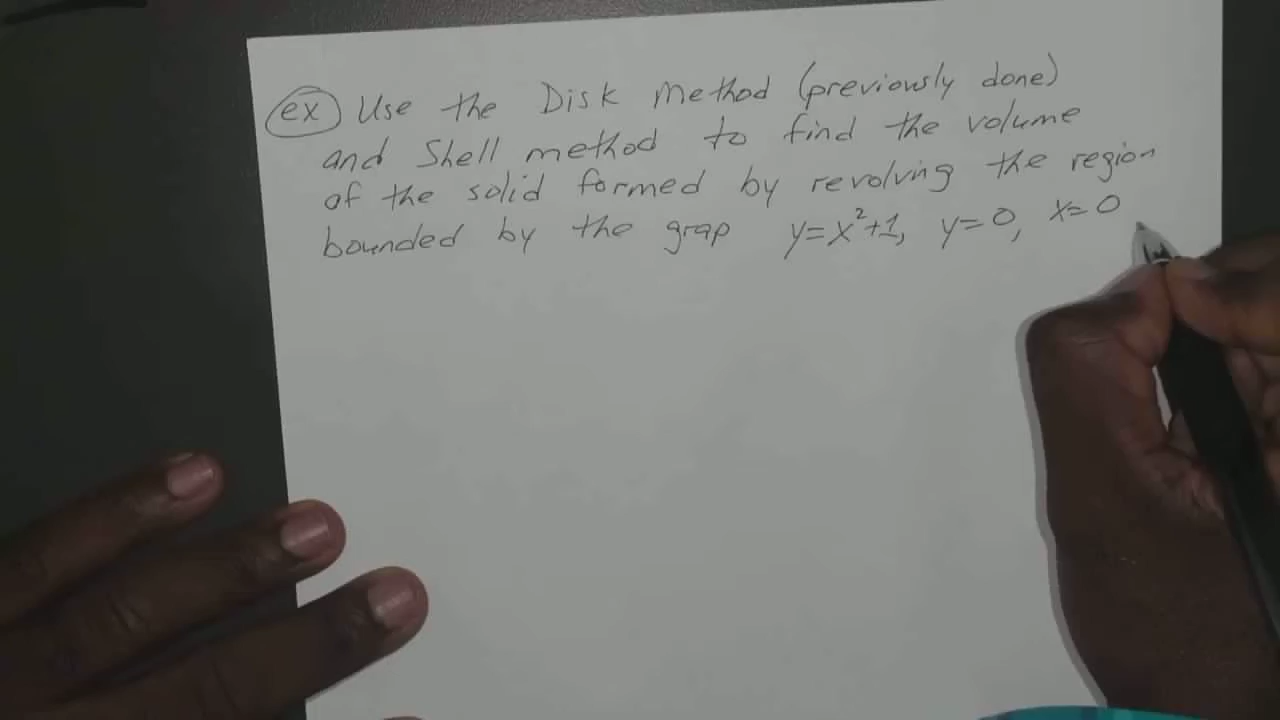 ex Use the Disk Method (previously done)
and Shell method to find the volume
of the solid formed by revolving the region
bounded by the grap y=x²+1, y=0, x=0